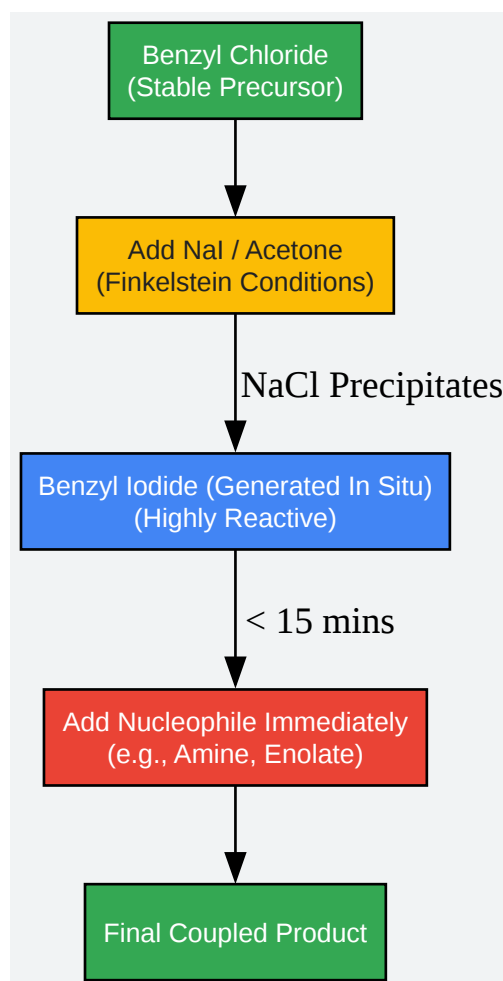 Benzyl Chloride
(Stable Precursor)
Add NaI / Acetone
(Finkelstein Conditions)
NaCl Precipitates
Benzyl Iodide (Generated In Situ)
(Highly Reactive)
< 15 mins
Add Nucleophile Immediately
(e.g., Amine, Enolate)
Final Coupled Product